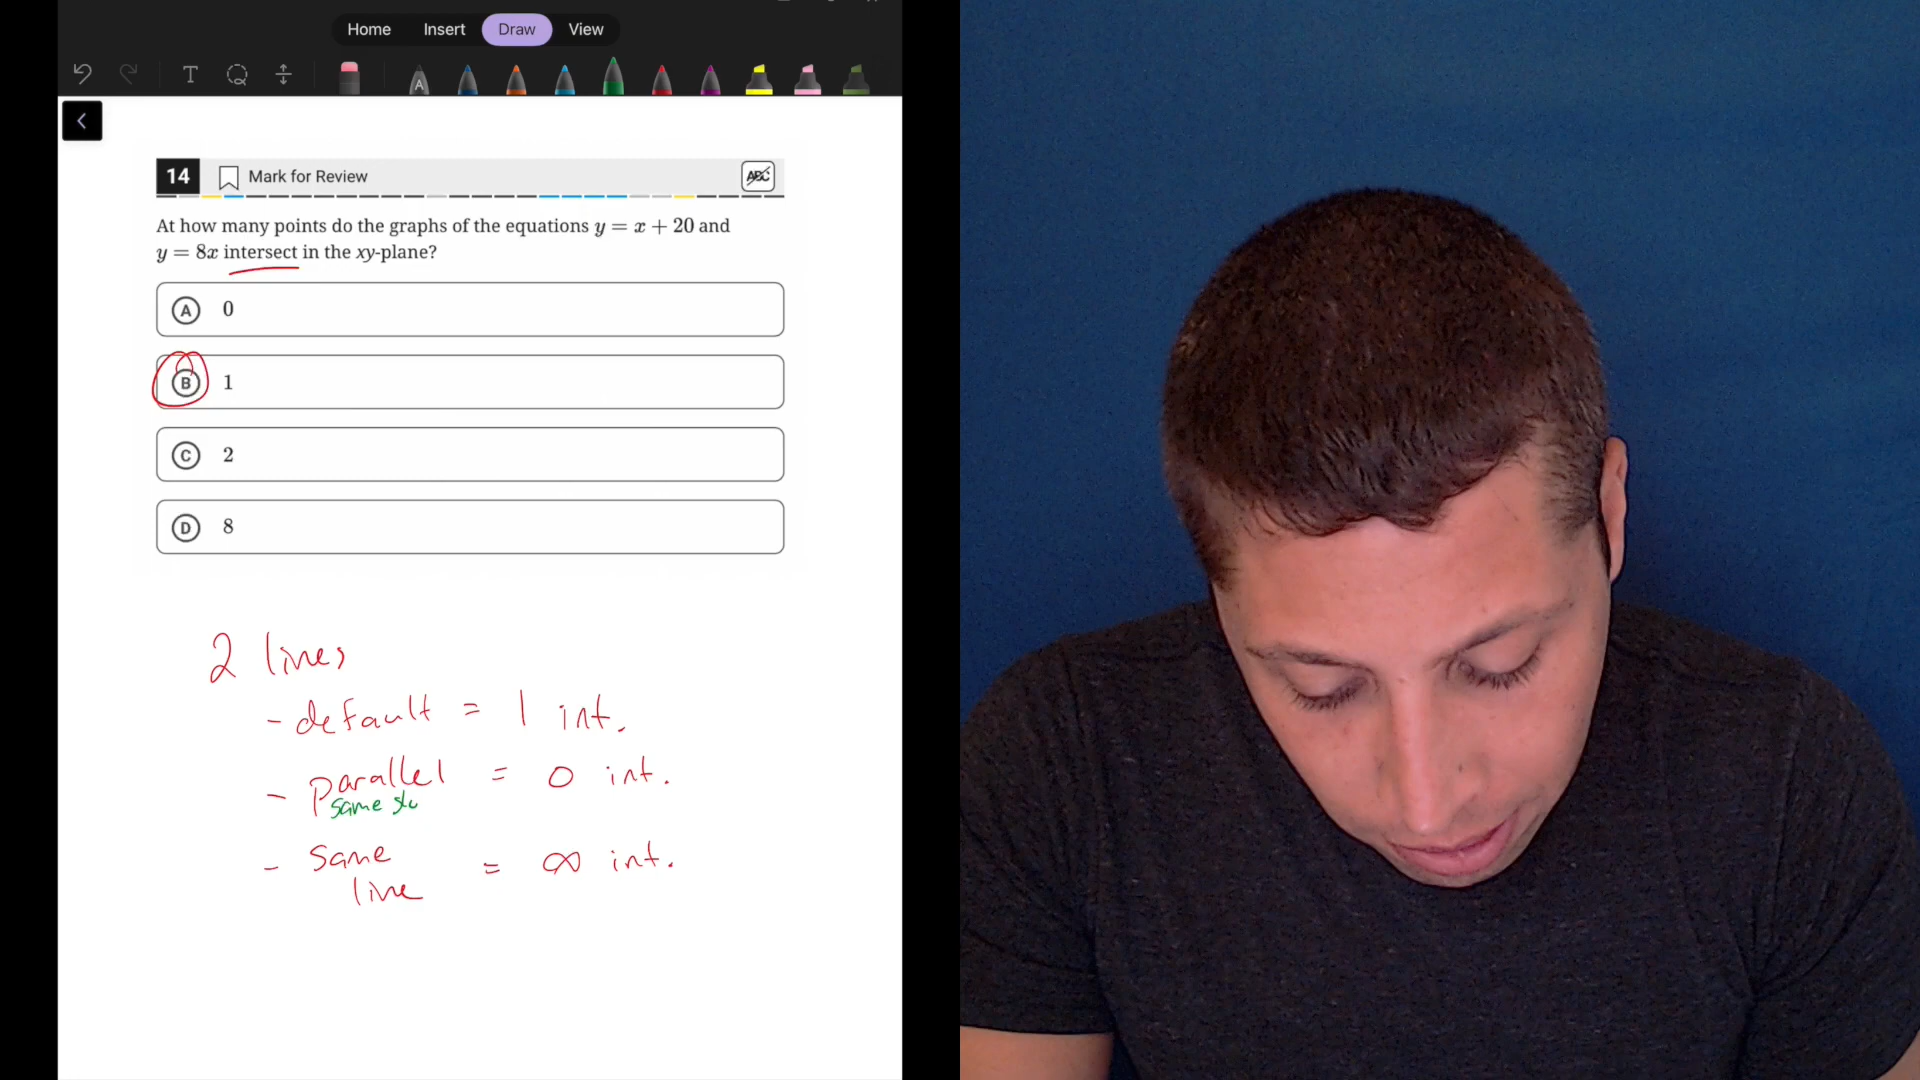 Home Insert Draw View
T A
14 Mark for Review ABC
At how many points do the graphs of the equations y = x + 20 and
y = 8x intersect in the xy-plane?
A 0
B 1
C 2
D 8
2 lines
- default = 1 int.
- parallel = 0 int.
same slo
- same = ∞ int.
line